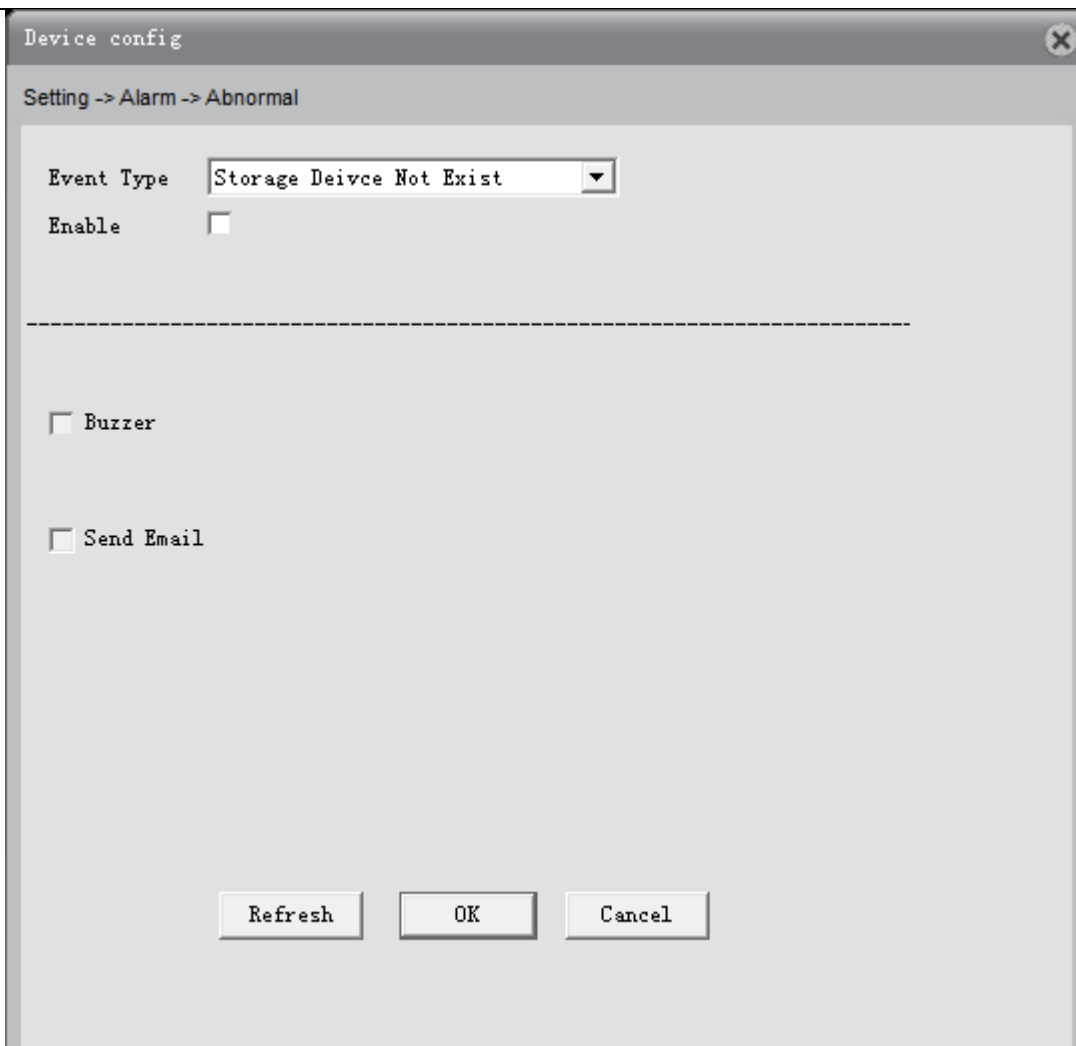 Device config
Setting -> Alarm -> Abnormal
Event Type Storage Deivce Not Exist
Enable
Buzzer
Send Email
Refresh OK Cancel